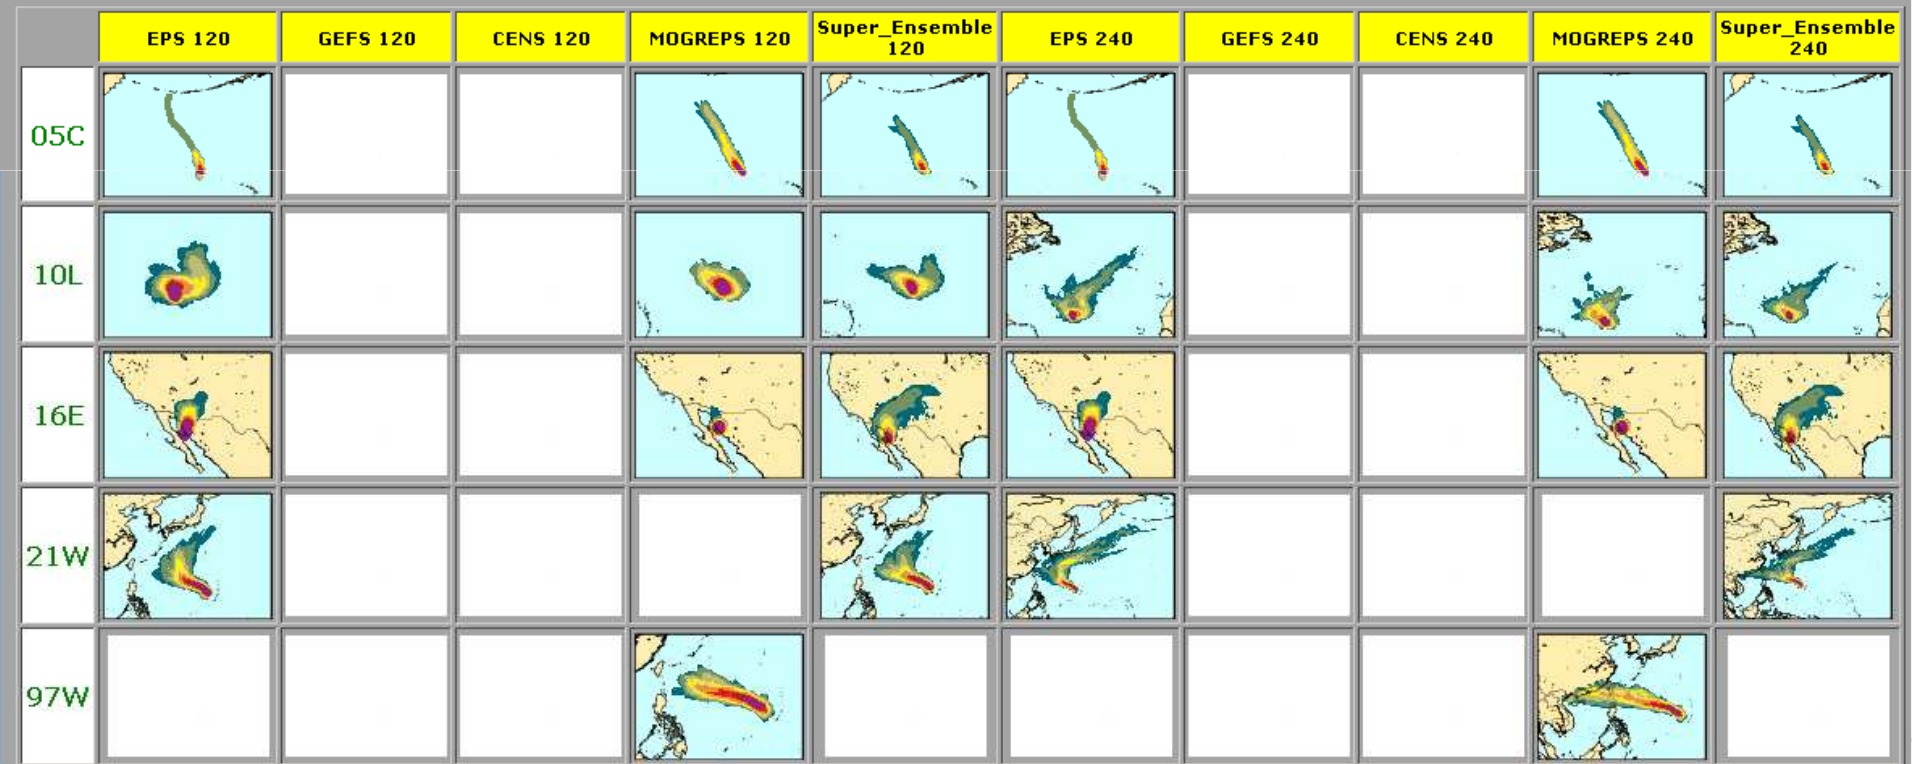 EPS 120 GEFS 120 CENS 120 MOGREPS 120 Super_Ensemble 120 EPS 240 GEFS 240 CENS 240 MOGREPS 240 Super_Ensemble 240
05C
10L
16E
21W
97W